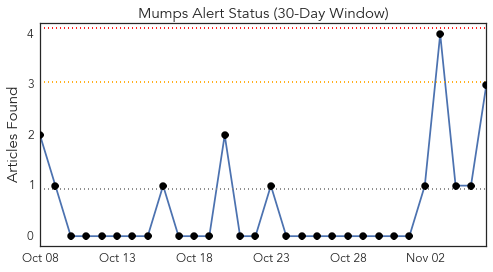 Mumps Alert Status (30-Day Window)
Articles Found
4
3
2
1
0
Oct 08
Oct 13
Oct 18
Oct 23
Oct 28
Nov 02